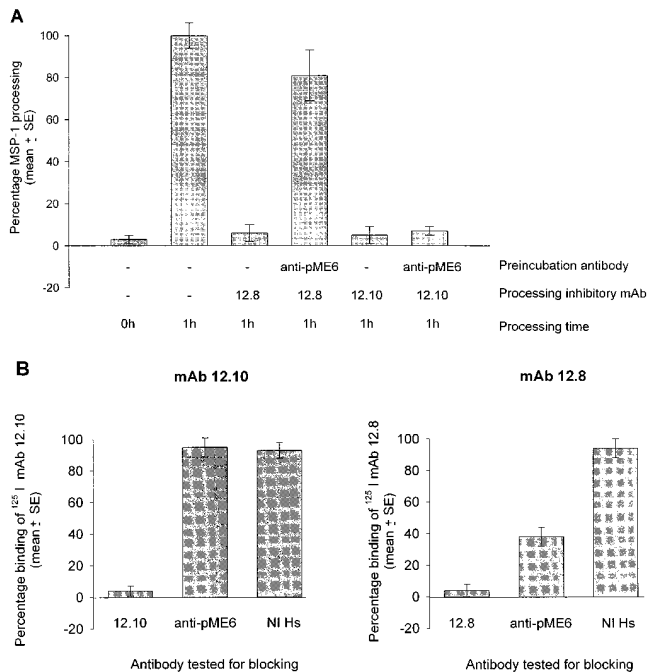 A
Percentage MSP-1 processing
(mean ± SE)
100
80
60
40
20
0
-20
- - - anti-pME6 - anti-pME6 Preincubation antibody
- - 12.8 12.8 12.10 12.10 Processing inhibitory mAb
0h 1h 1h 1h 1h 1h Processing time
B
mAb 12.10
Percentage binding of 125 I mAb 12.10
(mean ± SE)
100
80
60
40
20
0
-20
12.10 anti-pME6 NI Hs
Antibody tested for blocking
mAb 12.8
Percentage binding of 125 I mAb 12.8
(mean ± SE)
100
80
60
40
20
0
-20
12.8 anti-pME6 NI Hs
Antibody tested for blocking